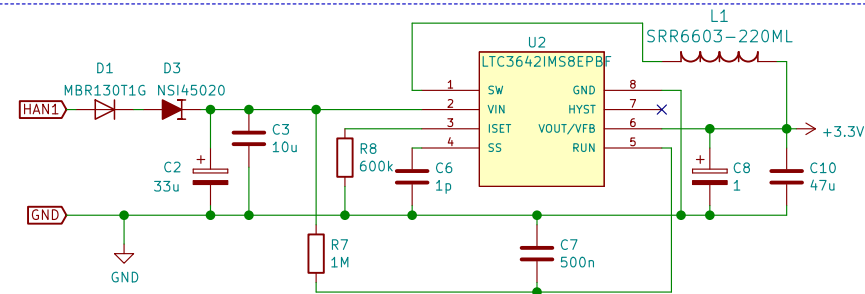 L1
SRR6603-220ML
U2
LTC3642IMS8EPBF
D1
MBR130T1G
D3
NSI45020
HAN1
1
SW
GND
8
2
VIN
HYST
7
3
ISET
VOUT/VFB
6
4
SS
RUN
5
+3.3V
C3
10u
R8
600k
C2
33u
+
C6
1p
+
C8
1
C10
47u
GND
R7
1M
C7
500n
GND